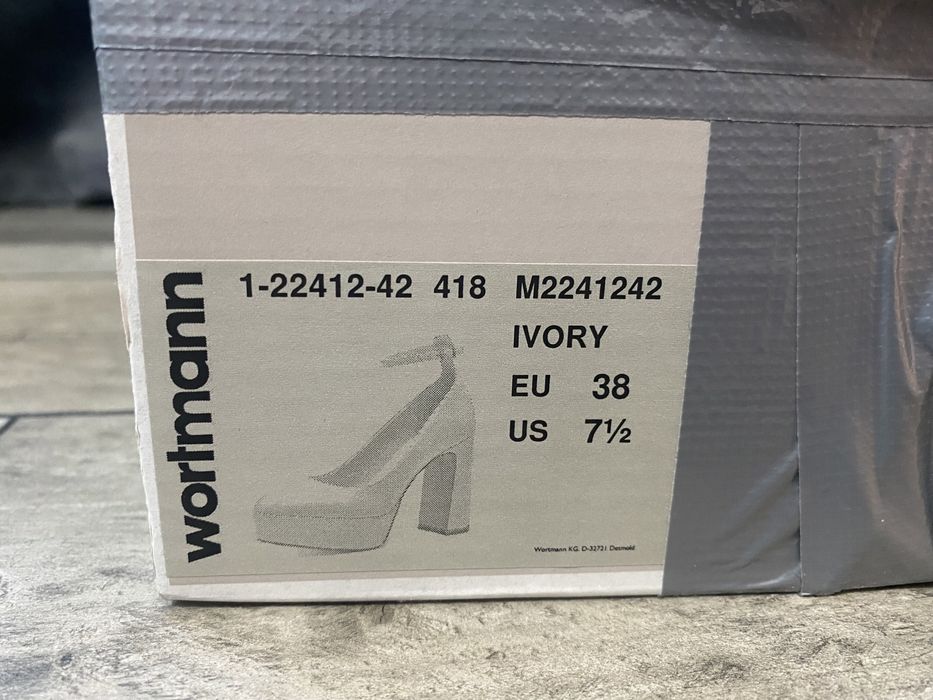 wortmann
1-22412-42 418 M2241242
IVORY
EU 38
US 7½
Wortmann KG. D-32721 Detmold